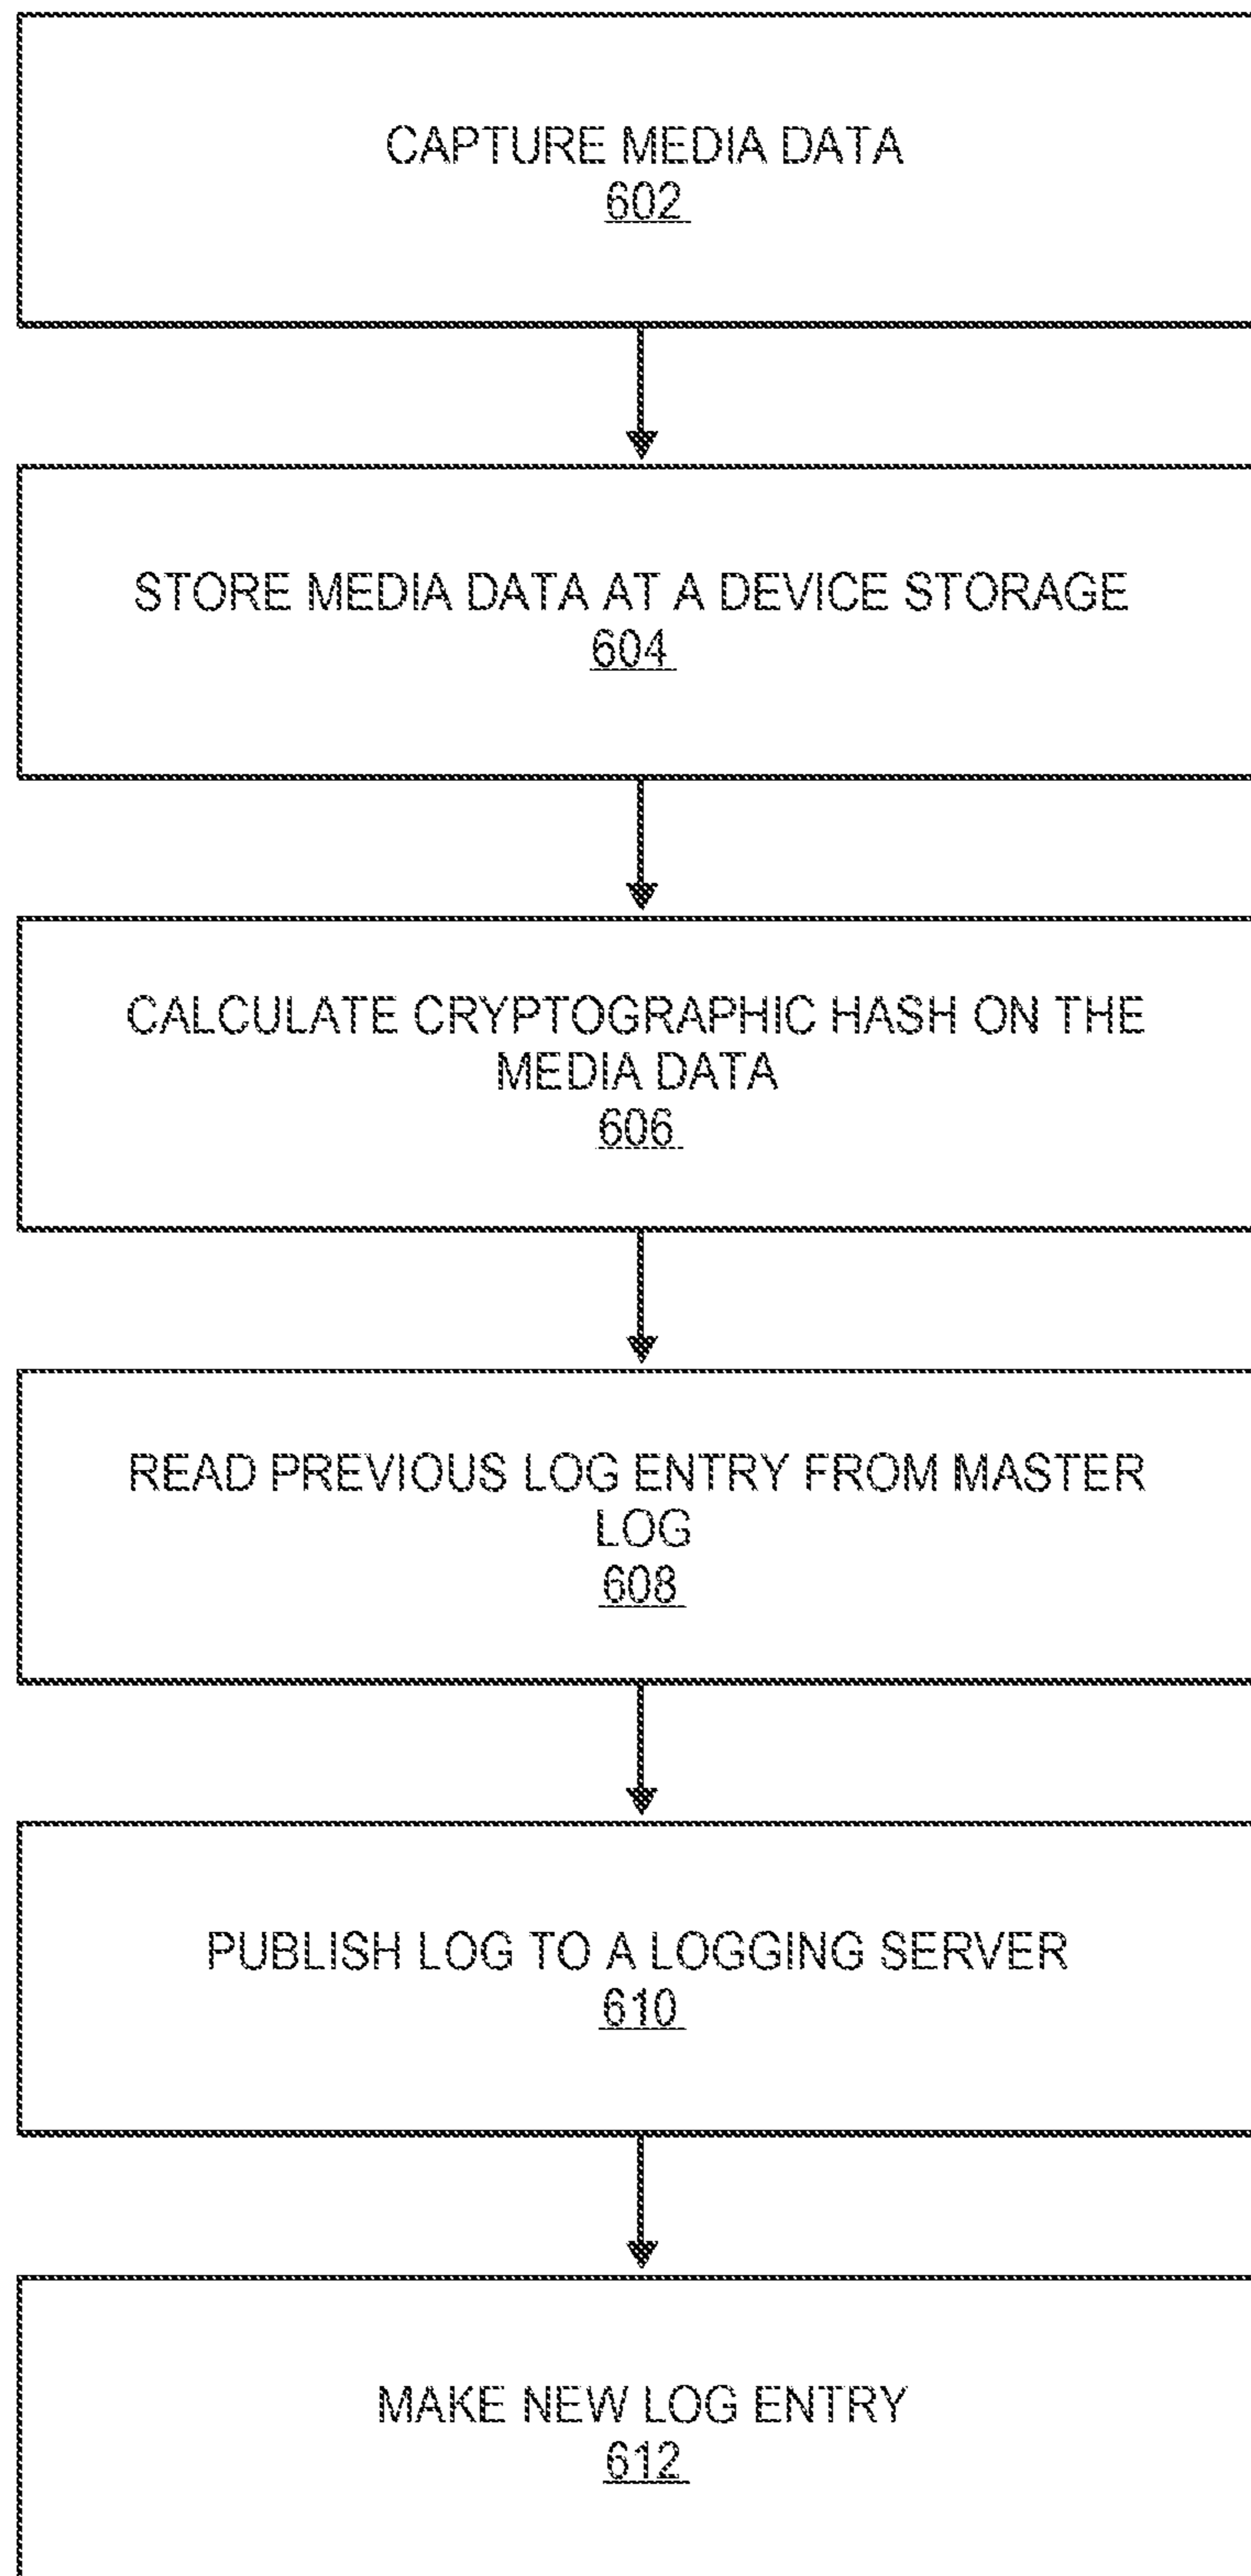 CAPTURE MEDIA DATA
602
STORE MEDIA DATA AT A DEVICE STORAGE
604
CALCULATE CRYPTOGRAPHIC HASH ON THE
MEDIA DATA
606
READ PREVIOUS LOG ENTRY FROM MASTER
LOG
608
PUBLISH LOG TO A LOGGING SERVER
610
MAKE NEW LOG ENTRY
612